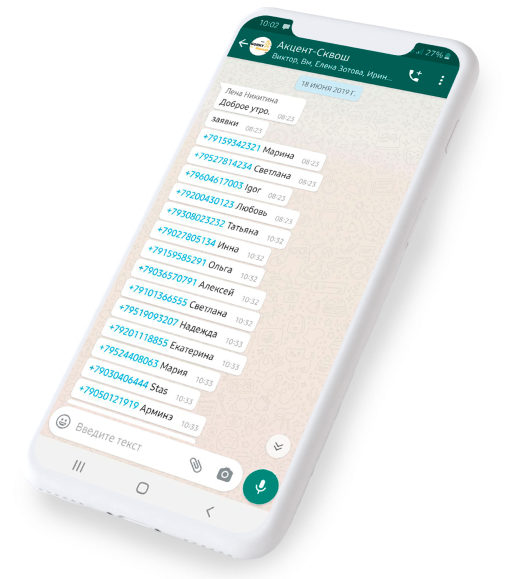 10:02
27%
Акцент-Сквош
Виктор, Вм, Елена Зотова, Ирин...
18 ИЮНЯ 2019 Г.
Лена Никитина
Доброе утро. 08:23
заявки 08:23
+79159342321 Марина 08:23
+79527814234 Светлана 08:23
+79604617003 Igor 08:23
+79200430123 Любовь 08:23
+79308023232 Татьяна 10:32
+79027805134 Инна 10:32
+79159585291 Ольга 10:32
+79036570791 Алексей 10:32
+79101366555 Светлана 10:32
+79519093207 Надежда 10:33
+79201118855 Екатерина 10:33
+79524408063 Мария 10:33
+79030406444 Stas 10:33
+79050121919 Арминэ 10:33
Введите текст